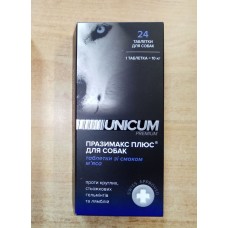 24
ТАБЛЕТКИ
ДЛЯ СОБАК
1 ТАБЛЕТКА = 10 кг
UNICUM
PREMIUM
ПРАЗИМАКС ПЛЮС®
ДЛЯ СОБАК
таблетки зі смаком
м'яса
проти круглих,
стьожкових
гельмінтів
та лямблій